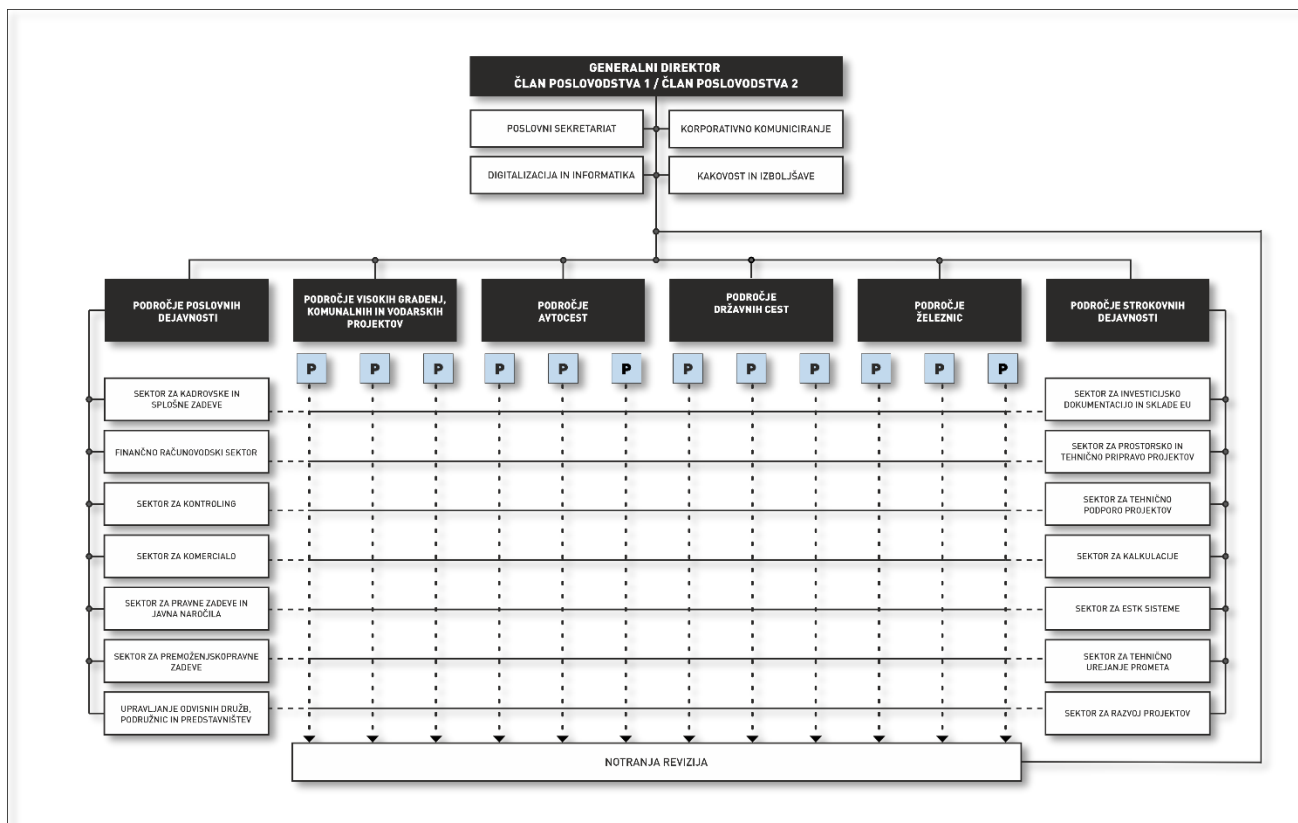 GENERALNI DIREKTOR
ČLAN POSLOVODSTVA 1 / ČLAN POSLOVODSTVA 2
POSLOVNI SEKRETARIAT
KORPORATIVNO KOMUNICIRANJE
DIGITALIZACIJA IN INFORMATIKA
KAKOVOST IN IZBOLJŠAVE
PODROČJE POSLOVNIH
DEJAVNOSTI
PODROČJE VISOKIH GRADENJ,
KOMUNALNIH IN VODARSKIH
PROJEKTOV
PODROČJE
AVTOCEST
PODROČJE
DRŽAVNIH CEST
PODROČJE
ŽELEZNIC
PODROČJE STROKOVNIH
DEJAVNOSTI
P P P P P P P P P P P P
SEKTOR ZA KADROVSKE IN
SPLOŠNE ZADEVE
SEKTOR ZA INVESTICIJSKO
DOKUMENTACIJO IN SKLADE EU
FINANČNO RAČUNOVODSKI SEKTOR
SEKTOR ZA PROSTORSKO IN
TEHNIČNO PRIPRAVO PROJEKTOV
SEKTOR ZA KONTROLING
SEKTOR ZA TEHNIČNO
PODPORO PROJEKTOV
SEKTOR ZA KOMERCIALO
SEKTOR ZA KALKULACIJE
SEKTOR ZA PRAVNE ZADEVE IN
JAVNA NAROČILA
SEKTOR ZA ESTK SISTEME
SEKTOR ZA PREMOŽENJSKOPRAVNE
ZADEVE
SEKTOR ZA TEHNIČNO
UREJANJE PROMETA
UPRAVLJANJE ODVISNIH DRUŽB,
PODRUŽNIC IN PREDSTAVNIŠTEV
SEKTOR ZA RAZVOJ PROJEKTOV
NOTRANJA REVIZIJA